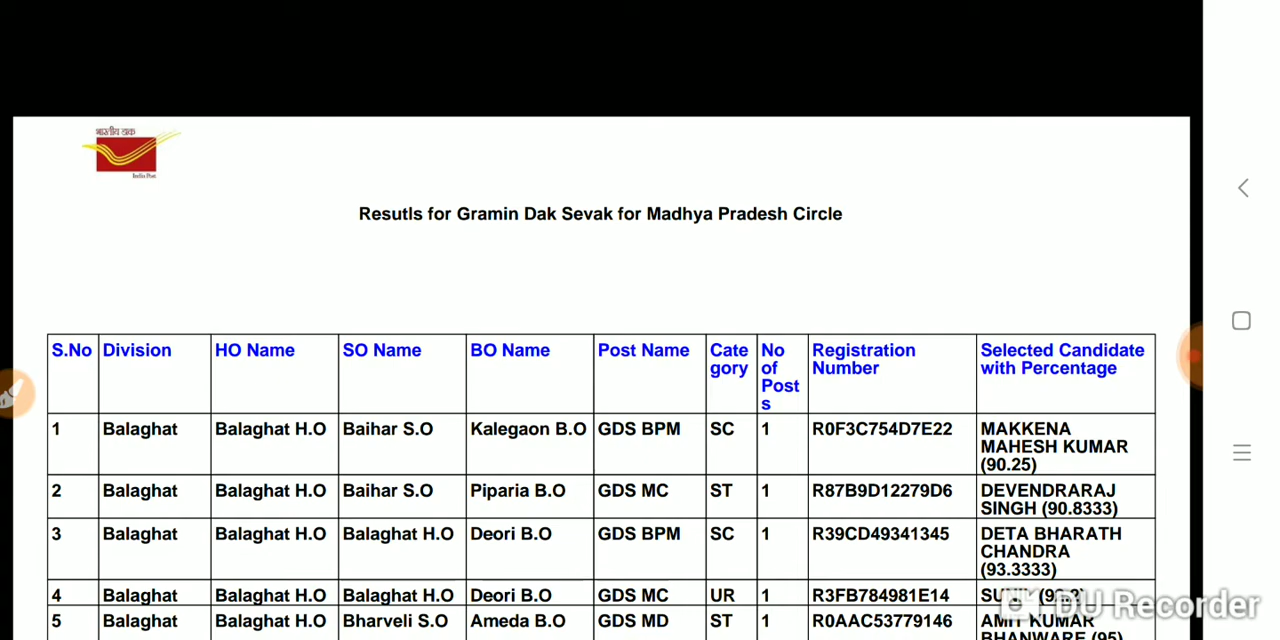 भारतीय डाक
India Post
Resutls for Gramin Dak Sevak for Madhya Pradesh Circle
S.No Division HO Name SO Name BO Name Post Name Cate gory No of Post s Registration Number Selected Candidate with Percentage
1 Balaghat Balaghat H.O Baihar S.O Kalegaon B.O GDS BPM SC 1 R0F3C754D7E22 MAKKENA
MAHESH KUMAR
(90.25)
2 Balaghat Balaghat H.O Baihar S.O Piparia B.O GDS MC ST 1 R87B9D12279D6 DEVENDRARAJ
SINGH (90.8333)
3 Balaghat Balaghat H.O Balaghat H.O Deori B.O GDS BPM SC 1 R39CD49341345 DETA BHARATH
CHANDRA
(93.3333)
4 Balaghat Balaghat H.O Balaghat H.O Deori B.O GDS MC UR 1 R3FB784981E14
5 Balaghat Balaghat H.O Bharveli S.O Ameda B.O GDS MD ST 1 R0AAC53779146 AMIT KUMAR
BHANWARE (95)
DU Recorder